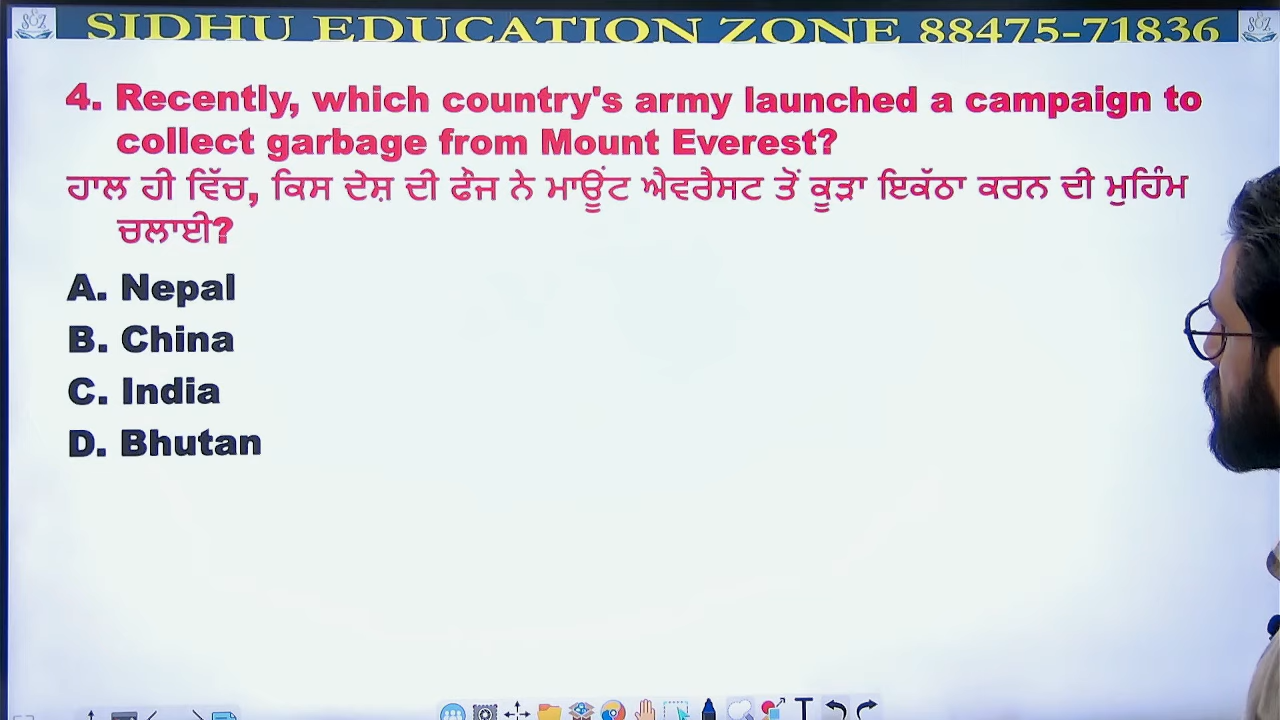 SIDHU EDUCATION ZONE 88475-71836
4. Recently, which country's army launched a campaign to
collect garbage from Mount Everest?
ਹਾਲ ਹੀ ਵਿੱਚ, ਕਿਸ ਦੇਸ਼ ਦੀ ਫੌਜ ਨੇ ਮਾਊਂਟ ਐਵਰੈਸਟ ਤੋਂ ਕੂੜਾ ਇਕੱਠਾ ਕਰਨ ਦੀ ਮੁਹਿੰਮ
ਚਲਾਈ?
A. Nepal
B. China
C. India
D. Bhutan